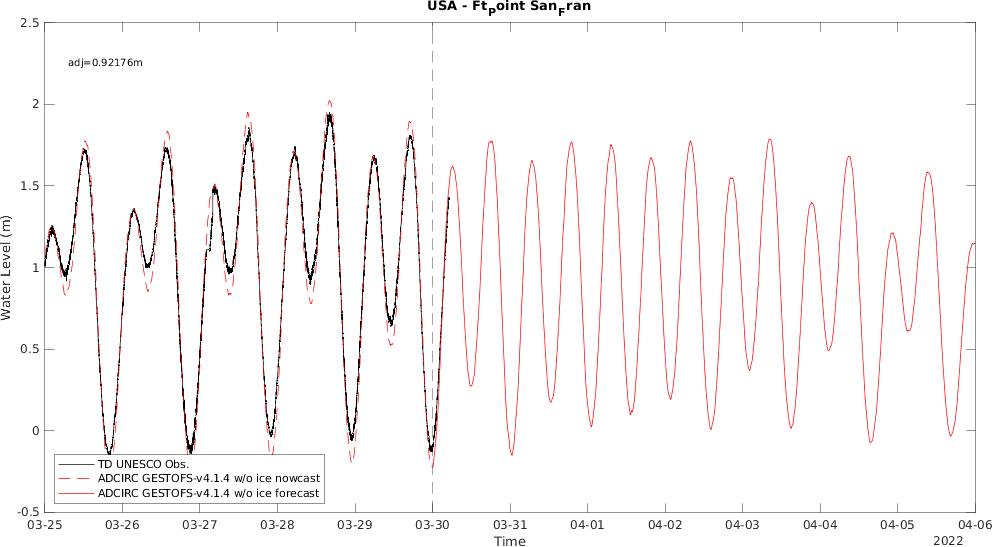 USA - FtPoint SanFran
adj=0.92176m
Water Level (m)
2.5
2
1.5
1
0.5
0
-0.5
TD UNESCO Obs.
ADCIRC GESTOFS-v4.1.4 w/o ice nowcast
ADCIRC GESTOFS-v4.1.4 w/o ice forecast
03-25 03-26 03-27 03-28 03-29 03-30 03-31 04-01 04-02 04-03 04-04 04-05 04-06
Time
2022